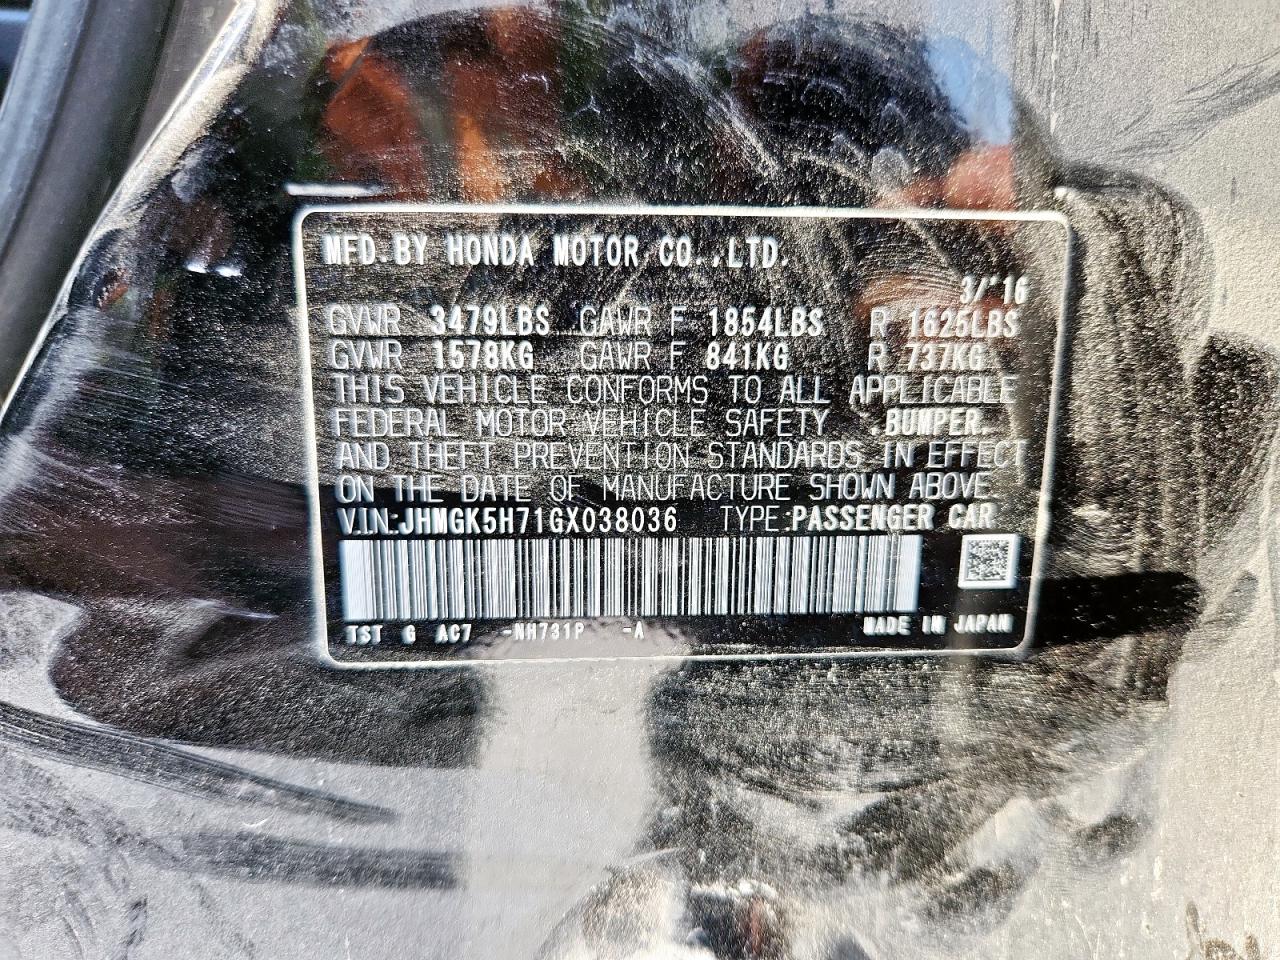 MFD.BY HONDA MOTOR CO.,LTD.
3/'16
GVWR 3479LBS GAWR F 1854LBS R 1625LBS
GVWR 1578KG GAWR F 841KG R 737KG
THIS VEHICLE CONFORMS TO ALL APPLICABLE
FEDERAL MOTOR VEHICLE SAFETY ,BUMPER,
AND THEFT PREVENTION STANDARDS IN EFFECT
ON THE DATE OF MANUFACTURE SHOWN ABOVE.
V.I.N:JHMGK5H71GX038036 TYPE:PASSENGER CAR
TST G AC7 -NH731P -A MADE IN JAPAN